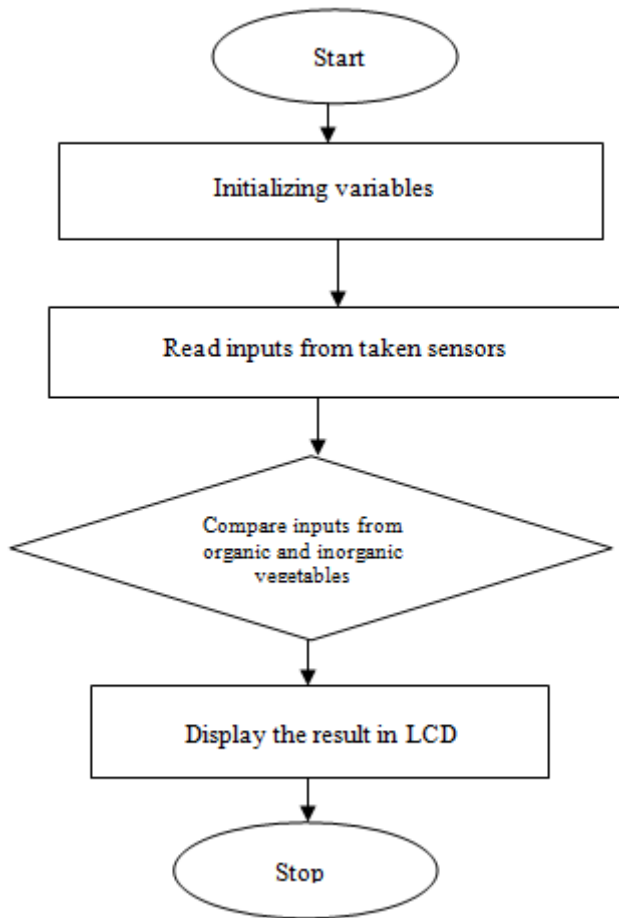 Start
Initializing variables
Read inputs from taken sensors
Compare inputs from
organic and inorganic
vegetables
Display the result in LCD
Stop